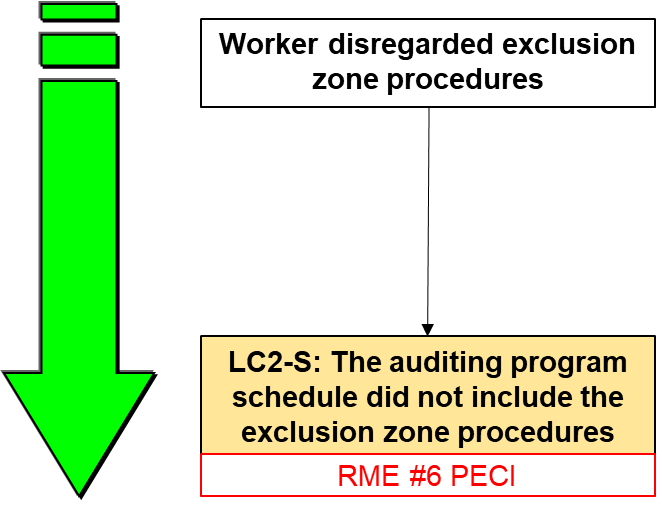 Worker disregarded exclusion
zone procedures
LC2-S: The auditing program
schedule did not include the
exclusion zone procedures
RME #6 PECI